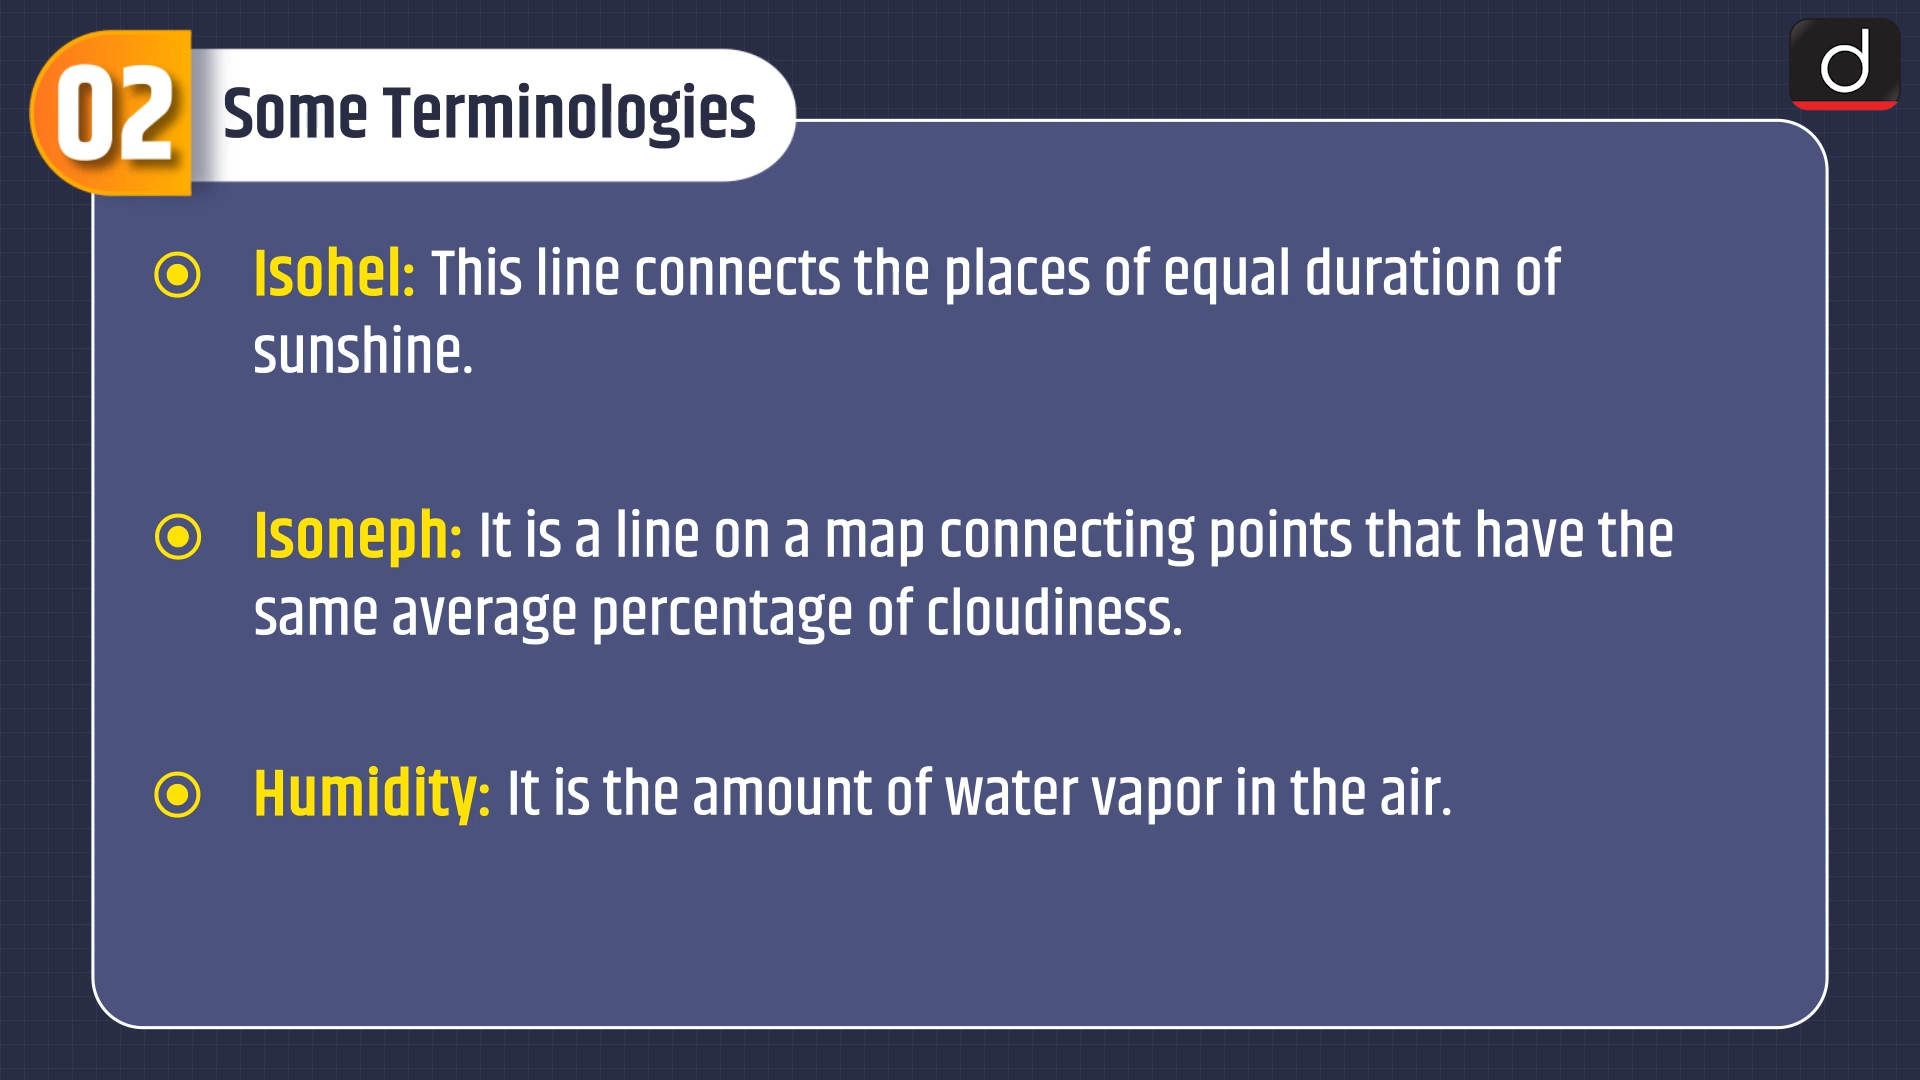 02
Some Terminologies
d
Isohel: This line connects the places of equal duration of
sunshine.
Isoneph: It is a line on a map connecting points that have the
same average percentage of cloudiness.
Humidity: It is the amount of water vapor in the air.